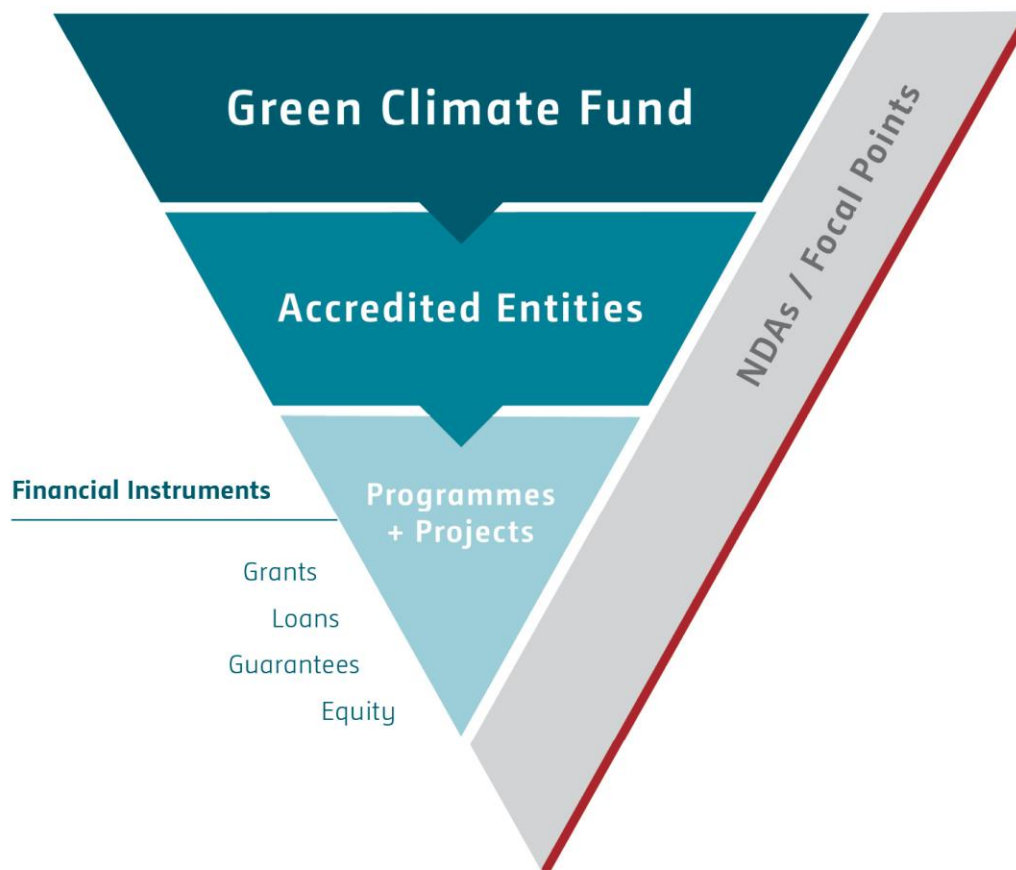 Green Climate Fund
NDAs / Focal Points
Accredited Entities
Financial Instruments
Programmes
+ Projects
Grants
Loans
Guarantees
Equity